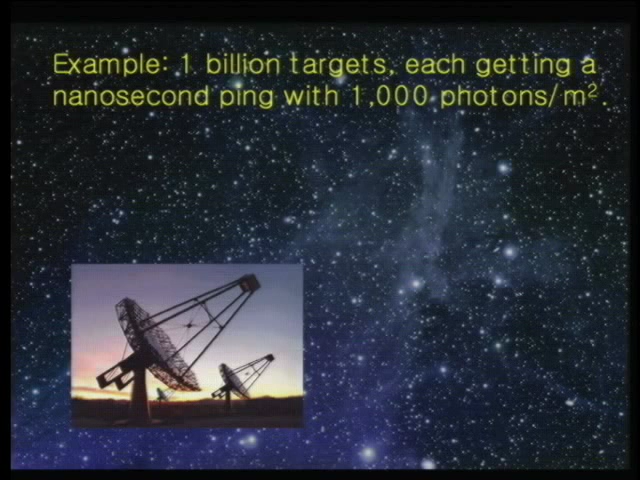 Example: 1 billion targets, each getting a
nanosecond ping with 1,000 photons/m².